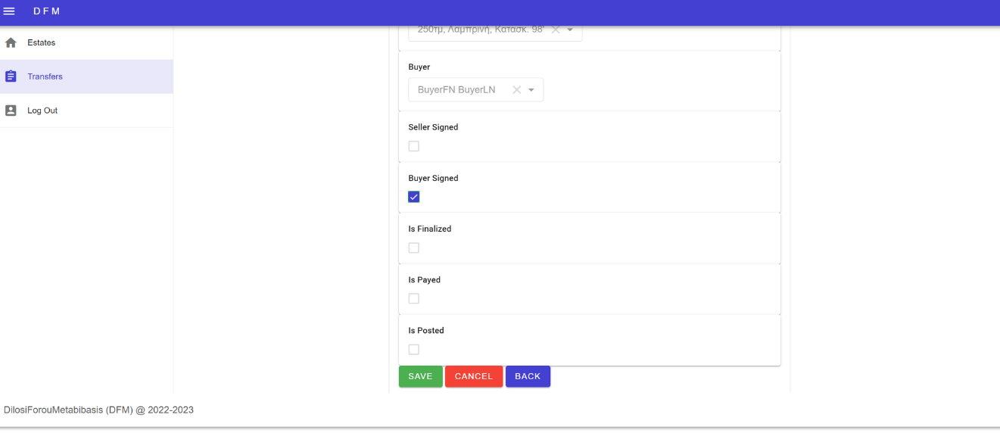 D F M
Estates
Transfers
Log Out
250τμ, Λαμπρινή, Κατασκ. 98'
Buyer
BuyerFN BuyerLN
Seller Signed
Buyer Signed
Is Finalized
Is Payed
Is Posted
SAVE CANCEL BACK
DilosiForouMetabibasis (DFM) @ 2022-2023